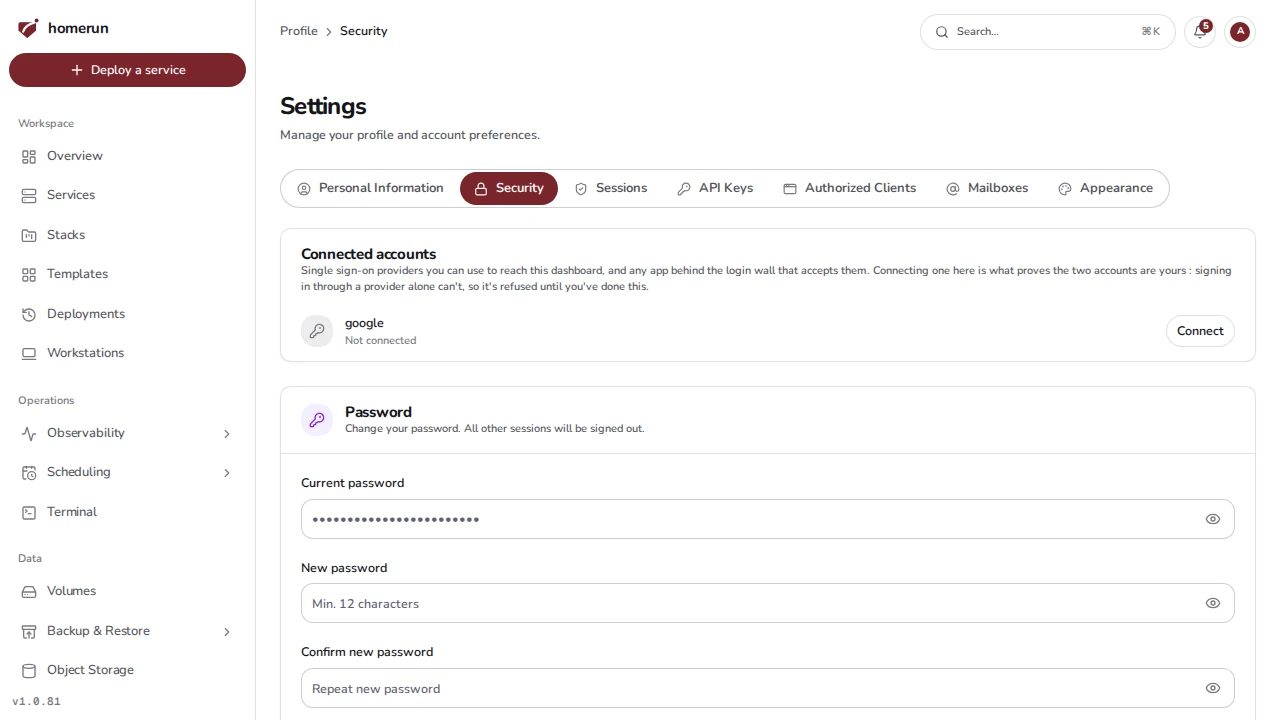 homerun
Deploy a service
Workspace
Overview
Services
Stacks
Templates
Deployments
Workstations
Operations
Observability
Scheduling
Terminal
Data
Volumes
Backup & Restore
Object Storage
v1.0.81
Profile > Security
Search...
⌘K
5
A
Settings
Manage your profile and account preferences.
Personal Information
Security
Sessions
API Keys
Authorized Clients
Mailboxes
Appearance
Connected accounts
Single sign-on providers you can use to reach this dashboard, and any app behind the login wall that accepts them. Connecting one here is what proves the two accounts are yours : signing
in through a provider alone can't, so it's refused until you've done this.
google
Not connected
Connect
Password
Change your password. All other sessions will be signed out.
Current password
••••••••••••••••••••••••
New password
Min. 12 characters
Confirm new password
Repeat new password